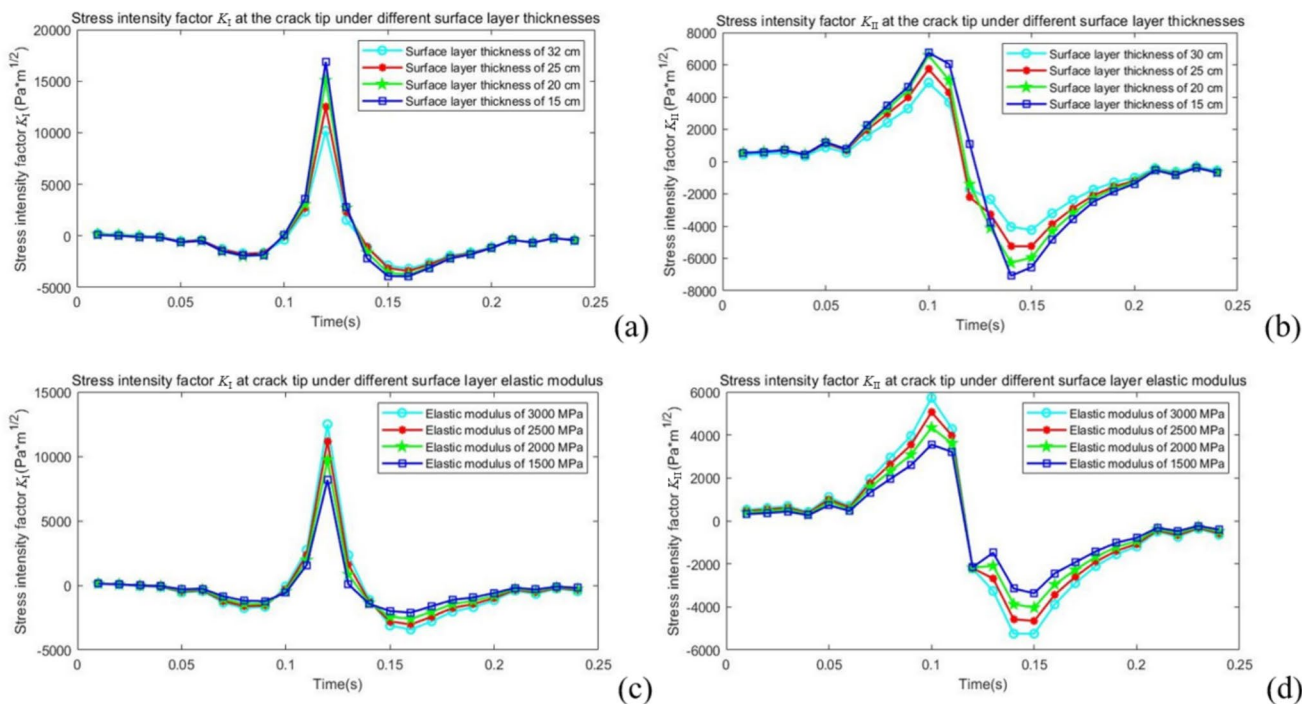 Stress intensity factor K_I at the crack tip under different surface layer thicknesses
Stress intensity factor K_I (Pa*m^1/2)
20000
15000
10000
5000
0
-5000
Surface layer thickness of 32 cm
Surface layer thickness of 25 cm
Surface layer thickness of 20 cm
Surface layer thickness of 15 cm
0
0.05
0.1
0.15
0.2
0.25
Time(s)
(a)
Stress intensity factor K_II at the crack tip under different surface layer thicknesses
Stress intensity factor K_II (Pa*m^1/2)
8000
6000
4000
2000
0
-2000
-4000
-6000
-8000
Surface layer thickness of 30 cm
Surface layer thickness of 25 cm
Surface layer thickness of 20 cm
Surface layer thickness of 15 cm
0
0.05
0.1
0.15
0.2
0.25
Time(s)
(b)
Stress intensity factor K_I at crack tip under different surface layer elastic modulus
Stress intensity factor K_I (Pa*m^1/2)
15000
10000
5000
0
-5000
Elastic modulus of 3000 MPa
Elastic modulus of 2500 MPa
Elastic modulus of 2000 MPa
Elastic modulus of 1500 MPa
0
0.05
0.1
0.15
0.2
0.25
Time(s)
(c)
Stress intensity factor K_II at crack tip under different surface layer elastic modulus
Stress intensity factor K_II (Pa*m^1/2)
6000
4000
2000
0
-2000
-4000
-6000
Elastic modulus of 3000 MPa
Elastic modulus of 2500 MPa
Elastic modulus of 2000 MPa
Elastic modulus of 1500 MPa
0
0.05
0.1
0.15
0.2
0.25
Time(s)
(d)